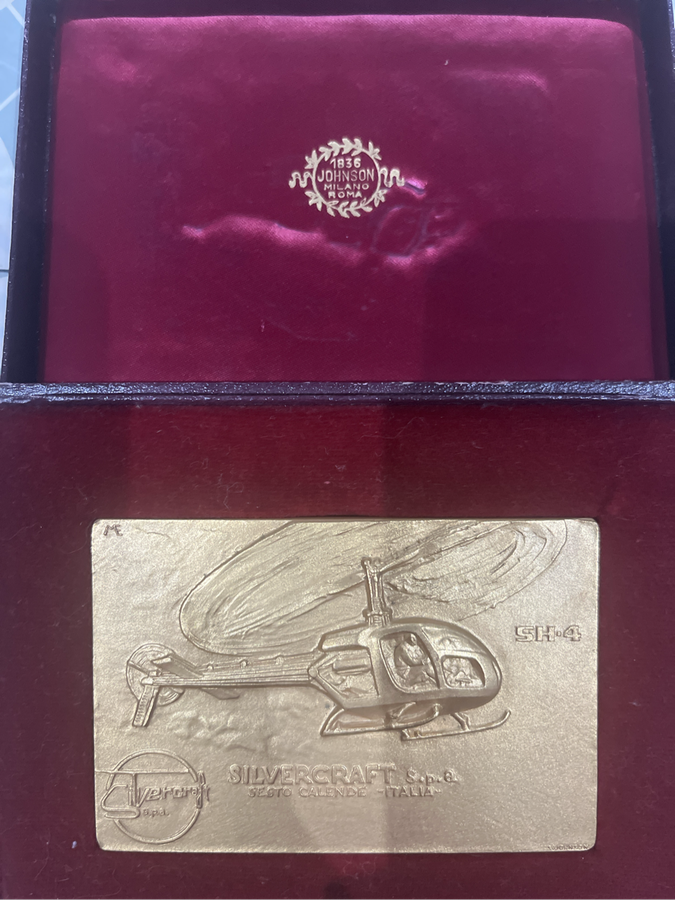 1836
JOHNSON
MILANO
ROMA
SH-4
Silvercraft
S.p.a.
SILVERCRAFT S.p.a.
SESTO CALENDE -ITALIA-